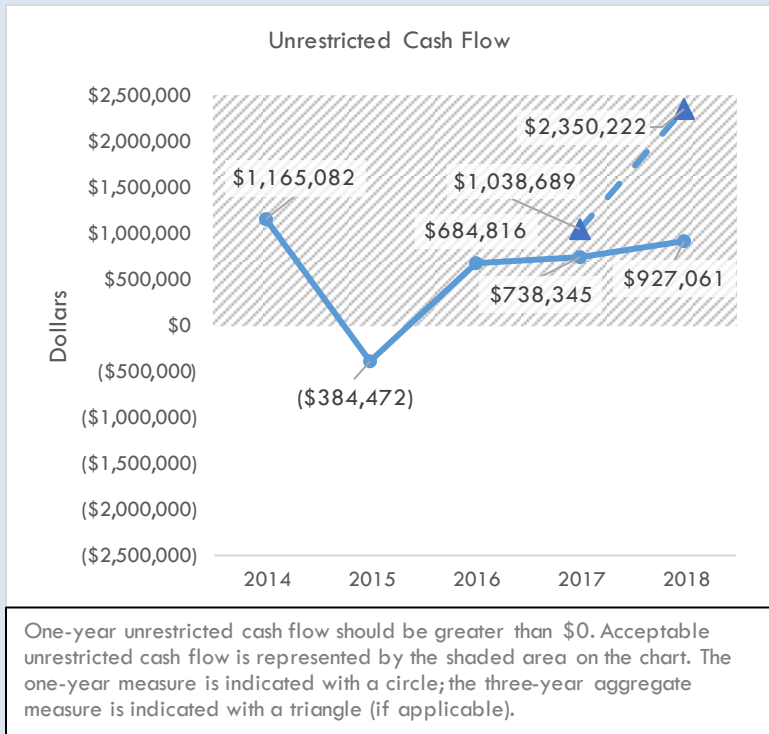 Unrestricted Cash Flow
$2,500,000
$2,000,000
$1,500,000
$1,000,000
$500,000
$0
($500,000)
($1,000,000)
($1,500,000)
($2,000,000)
($2,500,000)
Dollars
$2,350,222
$1,165,082
$1,038,689
$684,816
$738,345
$927,061
($384,472)
2014 2015 2016 2017 2018
One-year unrestricted cash flow should be greater than $0. Acceptable
unrestricted cash flow is represented by the shaded area on the chart. The
one-year measure is indicated with a circle; the three-year aggregate
measure is indicated with a triangle (if applicable).